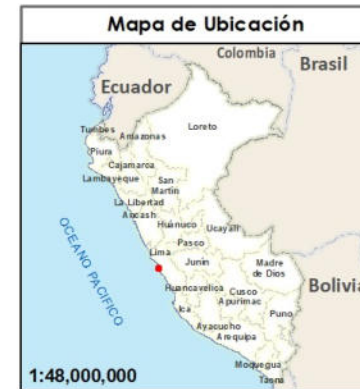 Mapa de Ubicación
Colombia
Brasil
Ecuador
Loreto
Tumbes
Amazonas
Piura
Cajamarca
Lambayeque
San
Martín
La Libertad
Ancash
Huánuco
Ucayali
Pasco
OCEANO PACIFICO
Lima
Junín
Madre
de Dios
Huancavelica
Cusco
Bolivia
Apurimac
Ica
Puno
Ayacucho
Arequipa
Moquegua
Tacna
1:48,000,000